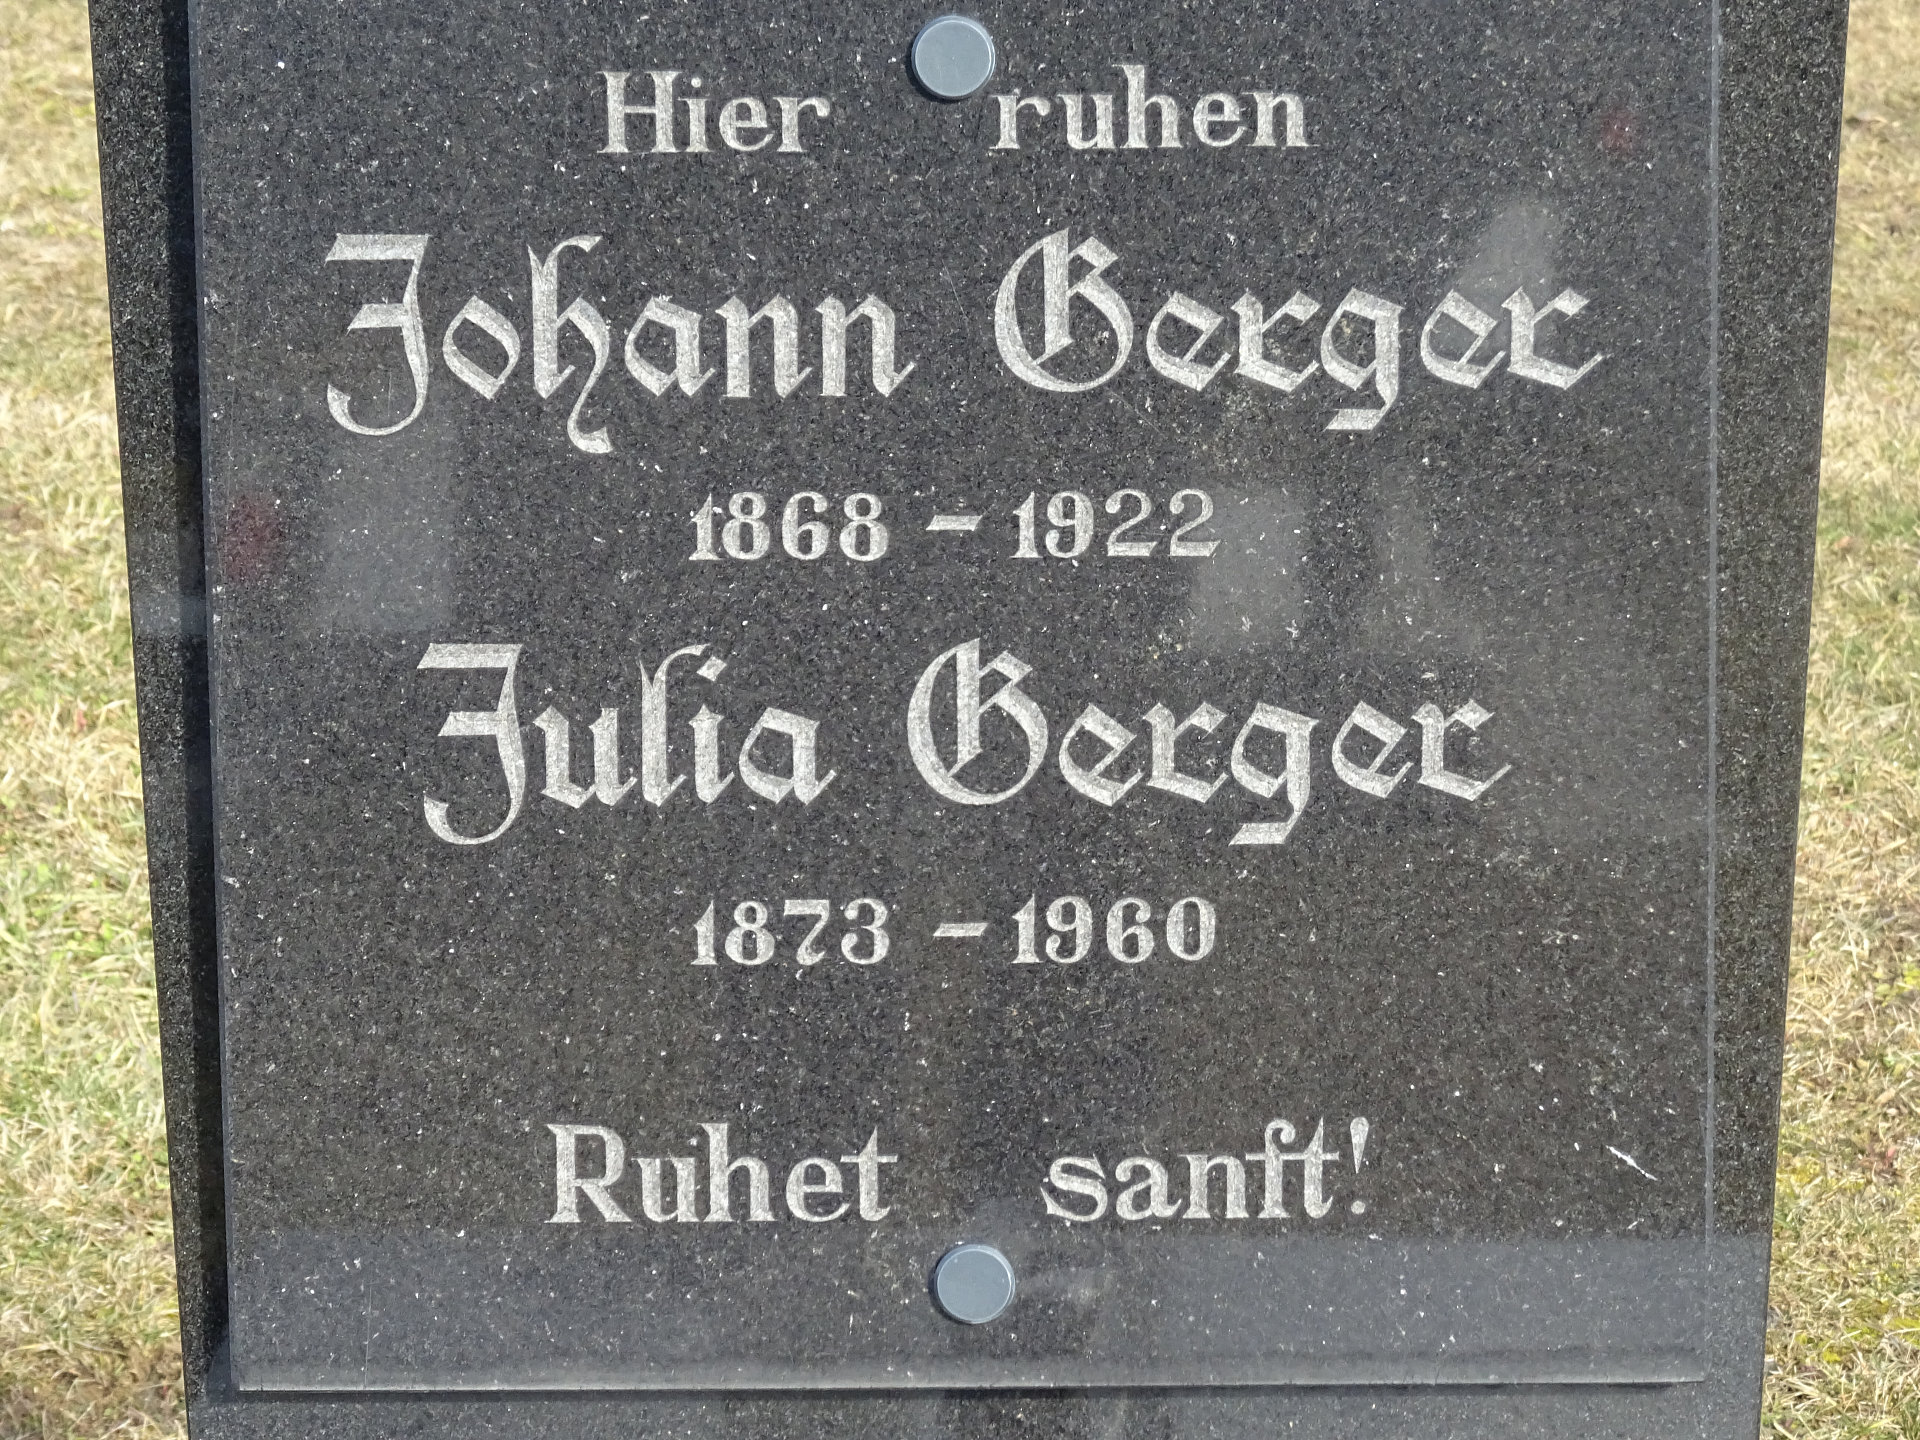 Hier ruhen
Johann Gerger
1868 – 1922
Julia Gerger
1873 – 1960
Ruhet sanft!